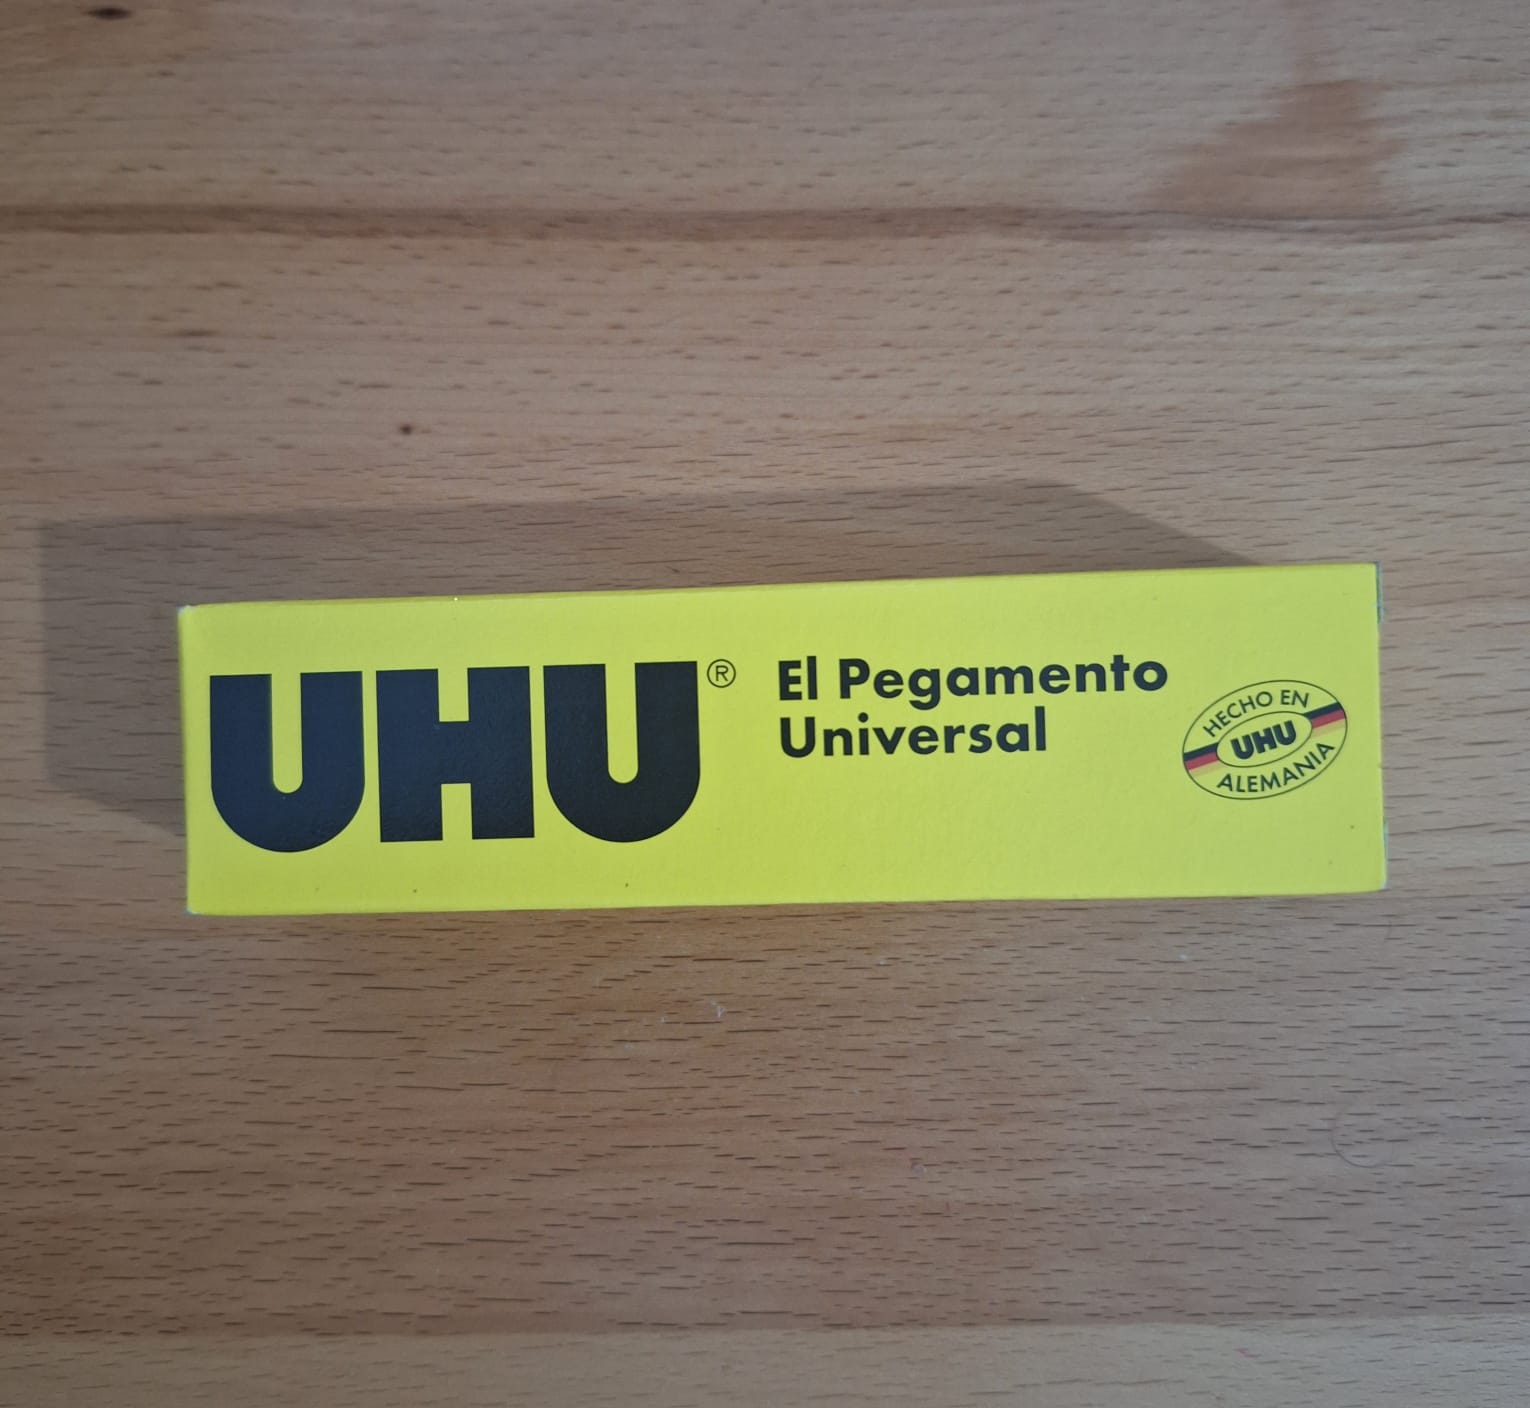 UHU®
El Pegamento
Universal
HECHO EN
UHU
ALEMANIA